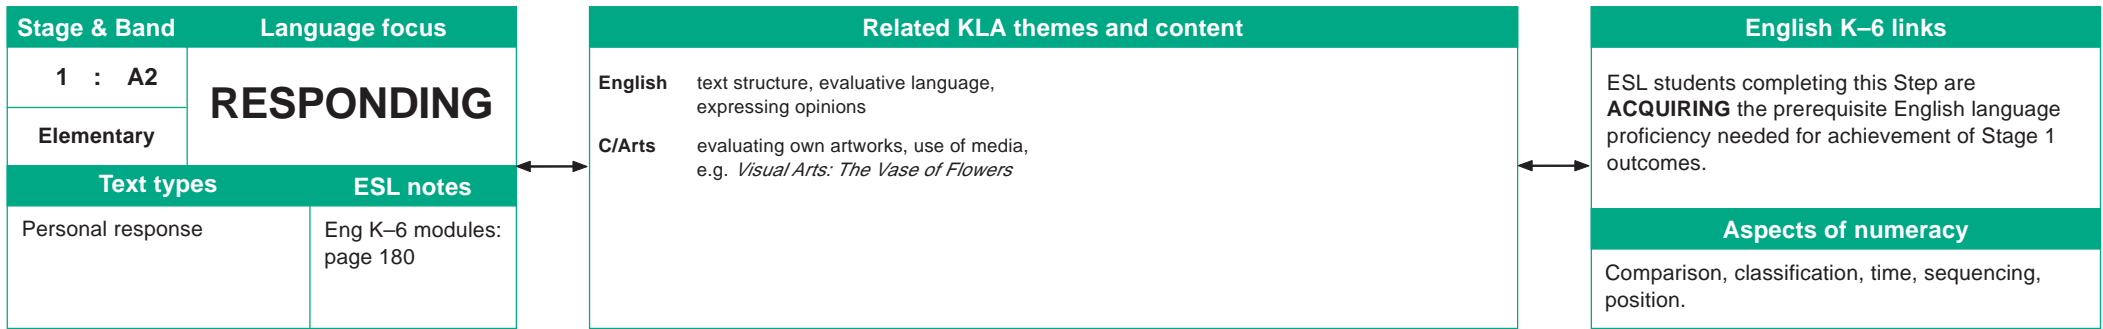 Stage & Band
Language focus
1 : A2
Elementary
RESPONDING
Text types
ESL notes
Personal response
Eng K–6 modules:
page 180
Related KLA themes and content
English text structure, evaluative language,
expressing opinions
C/Arts evaluating own artworks, use of media,
e.g. Visual Arts: The Vase of Flowers
English K–6 links
ESL students completing this Step are
ACQUIRING the prerequisite English language
proficiency needed for achievement of Stage 1
outcomes.
Aspects of numeracy
Comparison, classification, time, sequencing,
position.